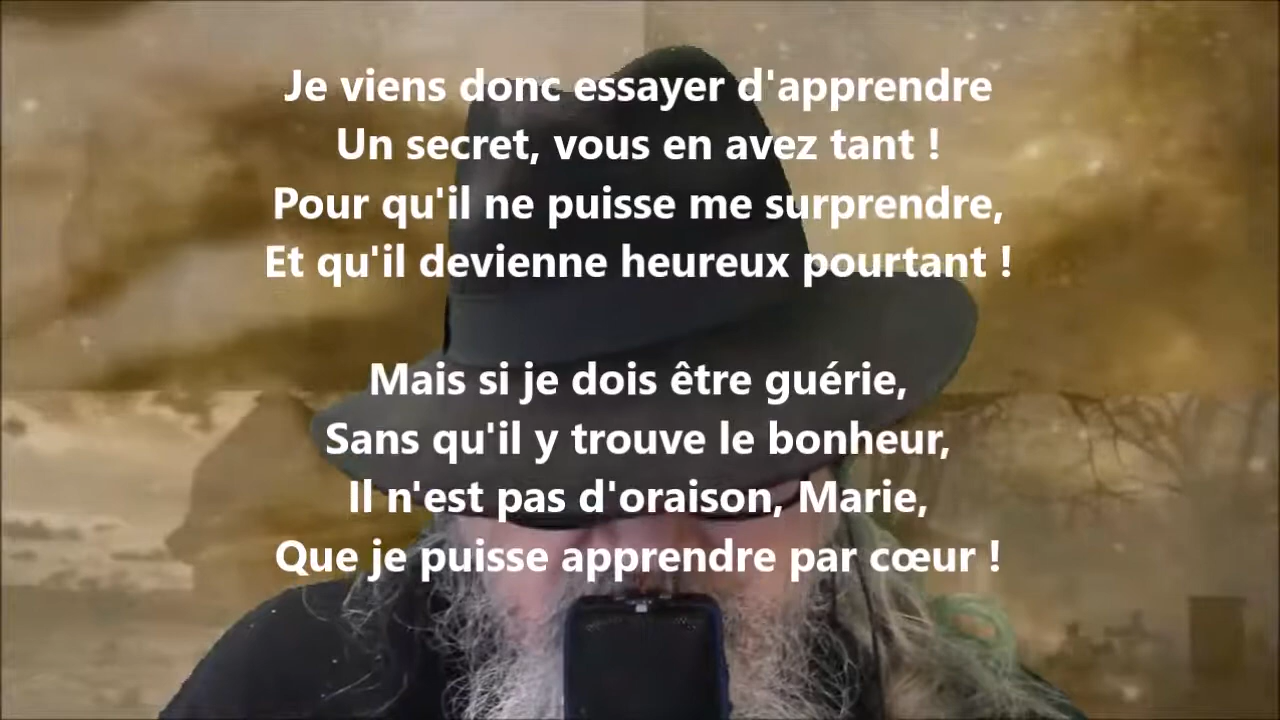 Je viens donc essayer d'apprendre
Un secret, vous en avez tant !
Pour qu'il ne puisse me surprendre,
Et qu'il devienne heureux pourtant !
Mais si je dois être guérie,
Sans qu'il y trouve le bonheur,
Il n'est pas d'oraison, Marie,
Que je puisse apprendre par cœur !